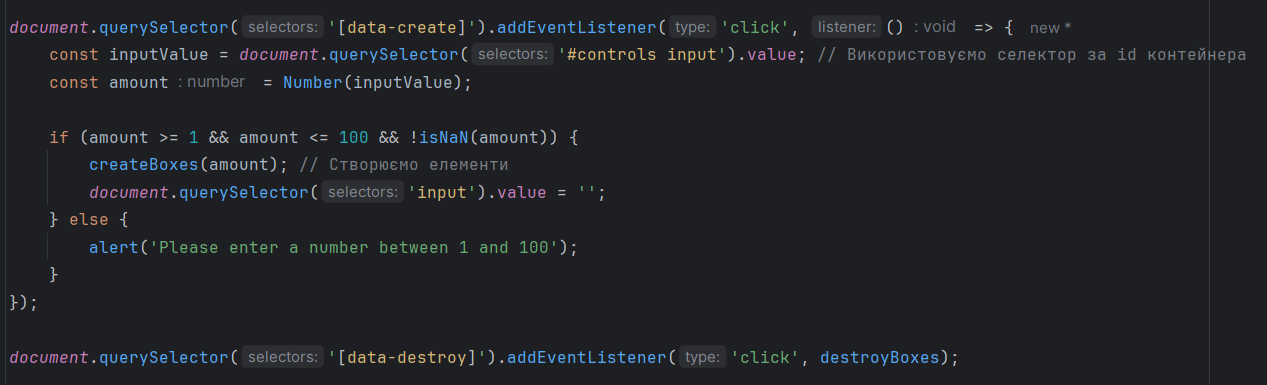 document.querySelector( selectors: '[data-create]').addEventListener( type: 'click', listener: () : void => { new *
const inputValue = document.querySelector( selectors: '#controls input').value; // Використовуємо селектор за id контейнера
const amount : number = Number(inputValue);
if (amount >= 1 && amount <= 100 && !isNaN(amount)) {
createBoxes(amount); // Створюємо елементи
document.querySelector( selectors: 'input').value = '';
} else {
alert('Please enter a number between 1 and 100');
}
});
document.querySelector( selectors: '[data-destroy]').addEventListener( type: 'click', destroyBoxes);